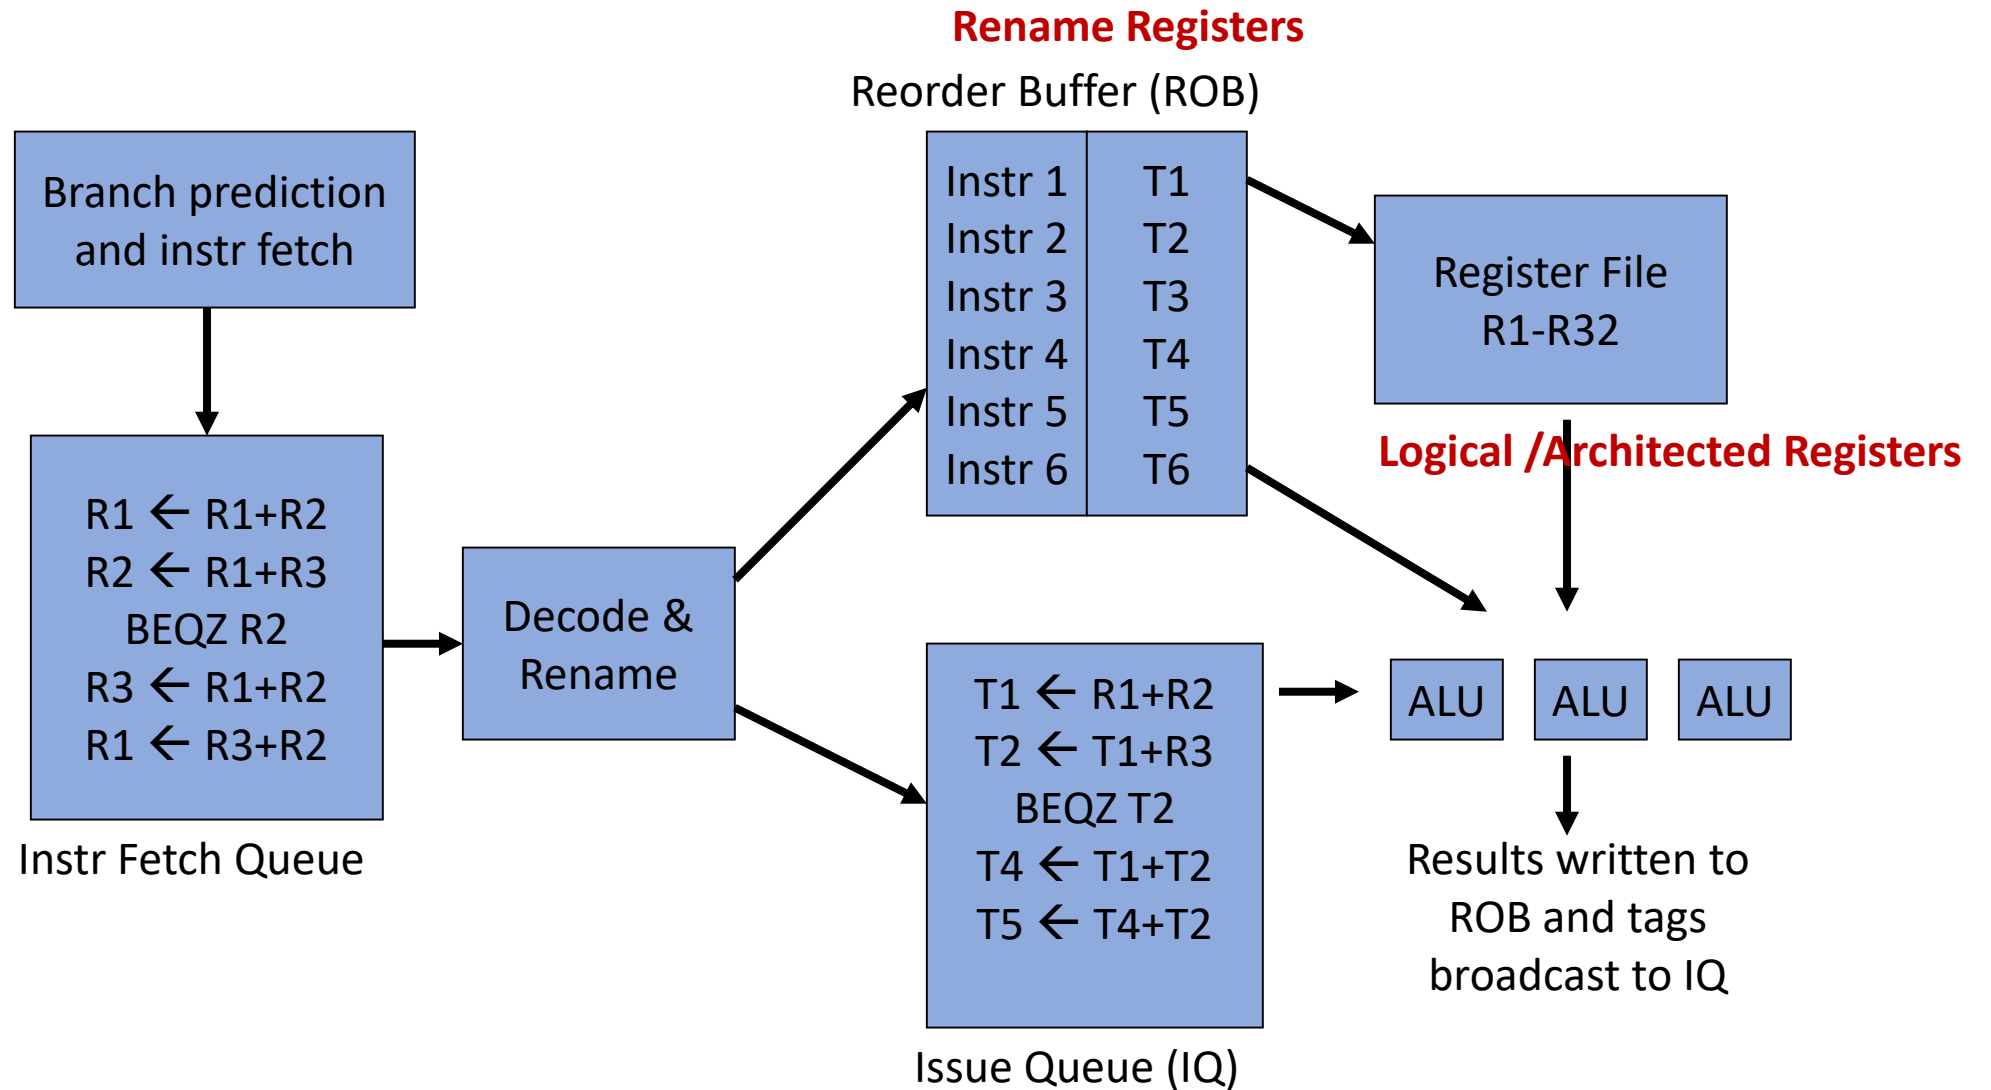 Rename Registers
Reorder Buffer (ROB)
Branch prediction
and instr fetch
Instr 1 T1
Instr 2 T2
Instr 3 T3
Instr 4 T4
Instr 5 T5
Instr 6 T6
Register File
R1-R32
Logical /Architected Registers
R1 ← R1+R2
R2 ← R1+R3
BEQZ R2
R3 ← R1+R2
R1 ← R3+R2
Instr Fetch Queue
Decode &
Rename
T1 ← R1+R2
T2 ← T1+R3
BEQZ T2
T4 ← T1+T2
T5 ← T4+T2
Issue Queue (IQ)
ALU ALU ALU
Results written to
ROB and tags
broadcast to IQ